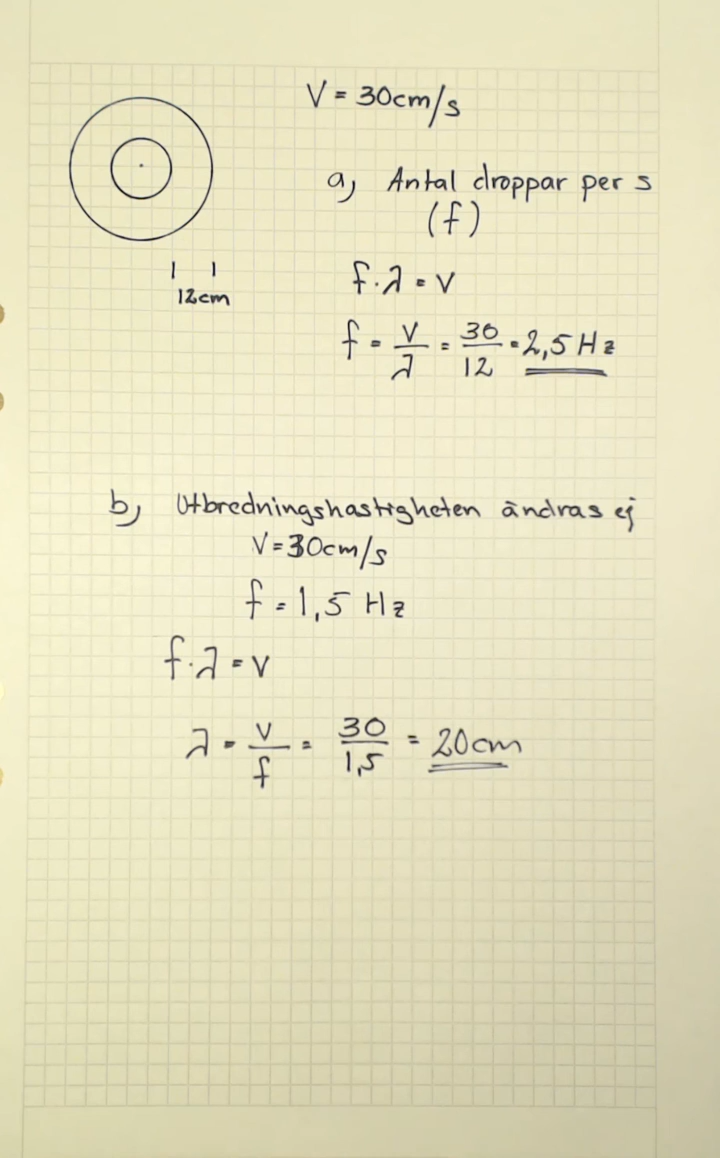 V = 30cm/s
a) Antal droppar per s
(f)
12cm
f · λ = v
f = v/λ = 30/12 = 2,5 Hz
b) Utbredningshastigheten ändras ej
V = 30cm/s
f = 1,5 Hz
f · λ = v
λ = v/f = 30/1,5 = 20cm